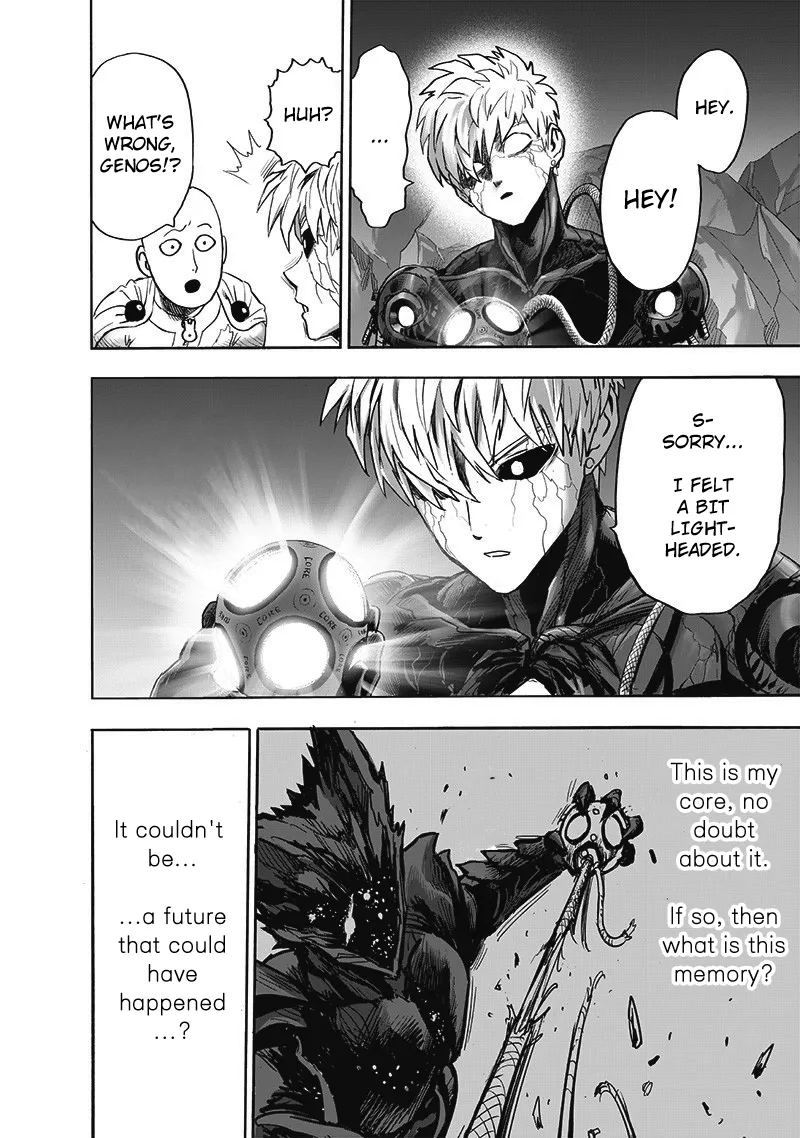 HEY.
HEY!
...
HUH?
WHAT'S
WRONG,
GENOS!?
S-
SORRY...
I FELT
A BIT
LIGHT-
HEADED.
CORE
CORE
CORE
CORE
This is my
core, no
doubt
about it.
If so, then
what is this
memory?
It couldn't
be...
...a future
that could
have
happened
...?